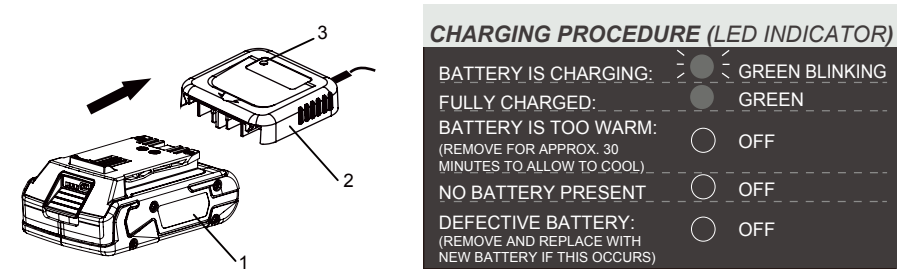 3
2
1
CHARGING PROCEDURE (LED INDICATOR)
BATTERY IS CHARGING: GREEN BLINKING
FULLY CHARGED: GREEN
BATTERY IS TOO WARM:
(REMOVE FOR APPROX. 30
MINUTES TO ALLOW TO COOL)
OFF
NO BATTERY PRESENT OFF
DEFECTIVE BATTERY:
(REMOVE AND REPLACE WITH
NEW BATTERY IF THIS OCCURS)
OFF